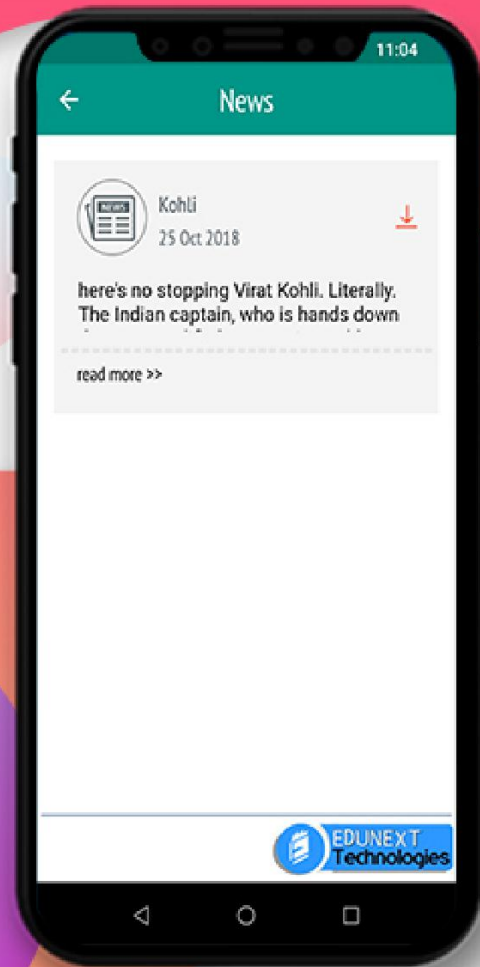 11:04
News
NEWS
Kohli
25 Oct 2018
here's no stopping Virat Kohli. Literally.
The Indian captain, who is hands down
read more >>
EDUNEXT
Technologies